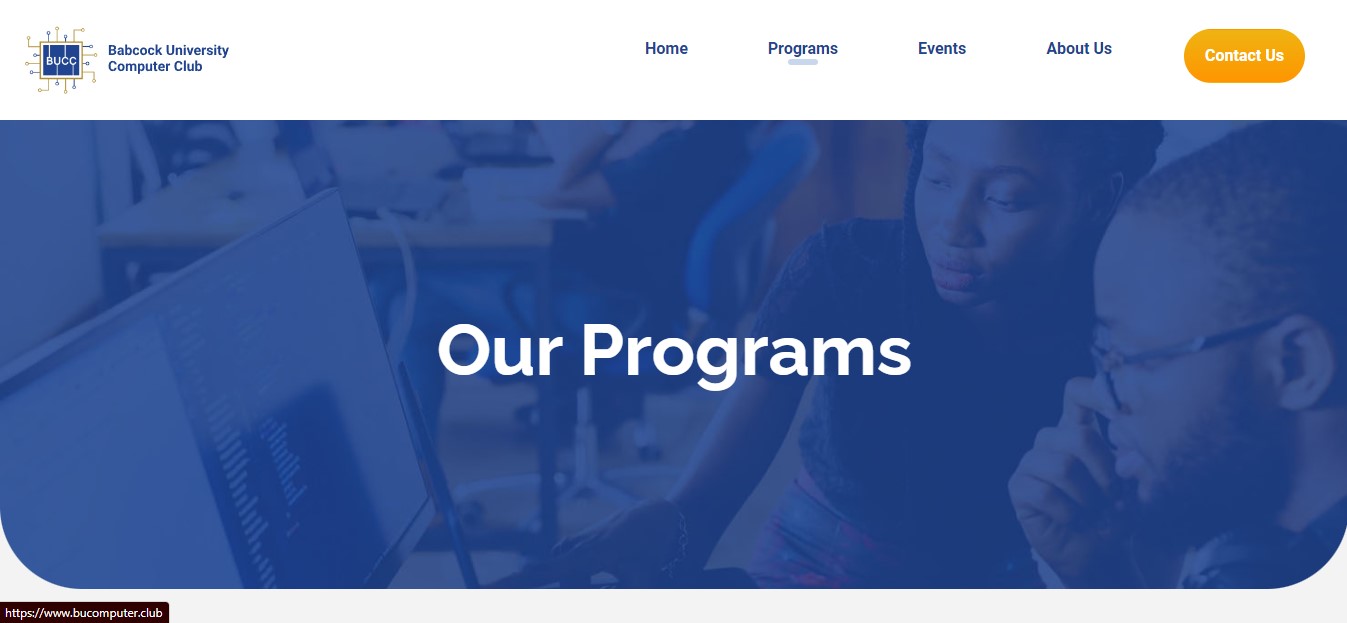 BUCC
Babcock University
Computer Club
Home
Programs
Events
About Us
Contact Us
Our Programs
https://www.bucomputer.club